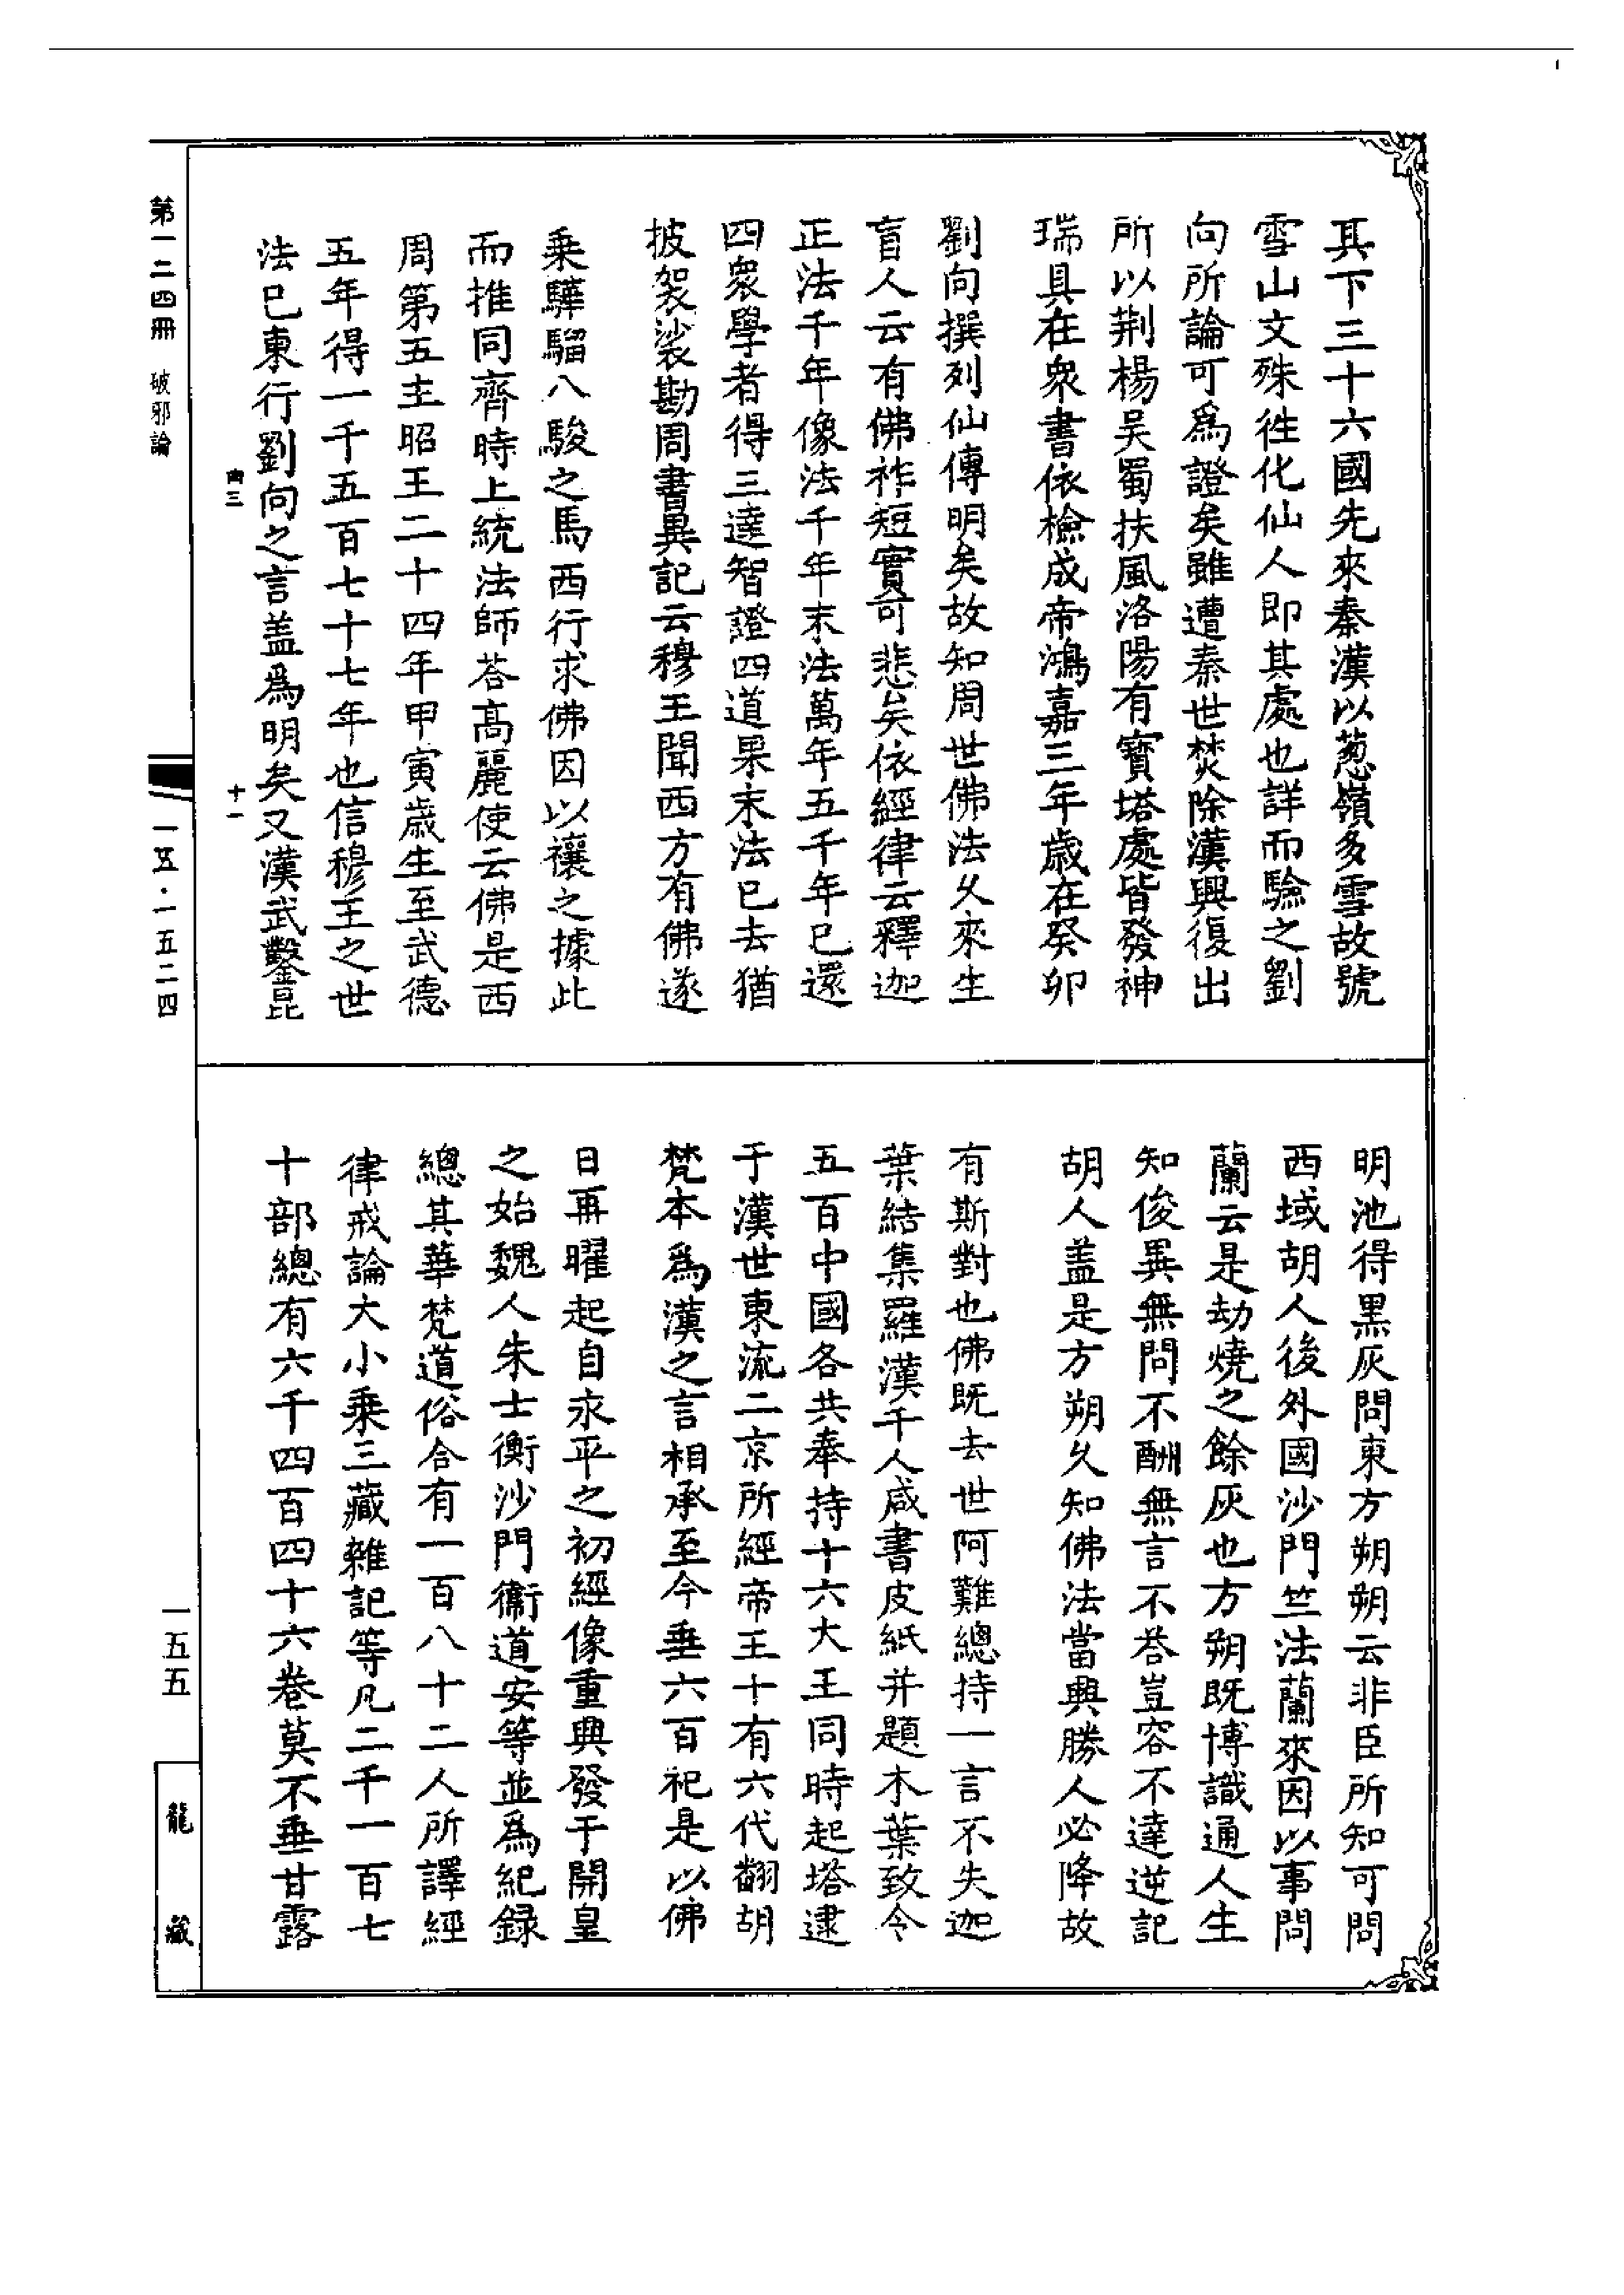 其下三十六國先來秦漢以葱嶺多雪故號
雪山文殊徃化仙人即其處也詳而驗之劉
向所論可爲證矣雖遭秦世焚除漢興復出
所以荆楊吴蜀扶風洛陽有寳塔處皆發神
瑞具在衆書依檢成帝鴻嘉三年歲在癸卯
劉向撰列仙傳明矣故知周世佛法乆來生
盲人云有佛祚短實可悲矣依經律云釋迦
正法千年像法千年末法萬年五千年已還
四衆學者得三達智證四道果末法已去猶
披袈裟勘周書異記云穆王聞西方有佛遂
乗驊騮八駿之馬西行求佛因以禳之據此
而推同齊時上統法師荅高麗使云佛是西
周第五主昭王二十四年甲寅歲生至武德
五年得一千五百七十七年也信穆王之世
法已東行劉向之言盖爲明矣又漢武鑿昆
明池得黑灰問東方朔朔云非臣所知可問
西域胡人後外國沙門竺法蘭來因以事問
蘭云是劫燒之餘灰也方朔既博識通人生
知俊異無問不酬無言不荅豈容不達逆記
胡人盖是方朔乆知佛法當興勝人必降故
有斯對也佛既去世阿難總持一言不失迦
葉結集羅漢千人咸書皮紙并題木葉致令
五百中國各共奉持十六大王同時起塔逮
于漢世東流二京所經帝王十有六代翻胡
梵本爲漢之言相承至今垂六百祀是以佛
日再曜起自永平之初經像重興發于開皇
之始魏人朱士衡沙門衞道安等並爲紀録
總其華梵道俗合有一百八十二人所譯經
律戒論大小乗三藏雜記等凡二千一百七
十部總有六千四百四十六卷莫不垂甘露
第一二四冊 破邪論
一五·一五二四
一五五
龍藏
十一